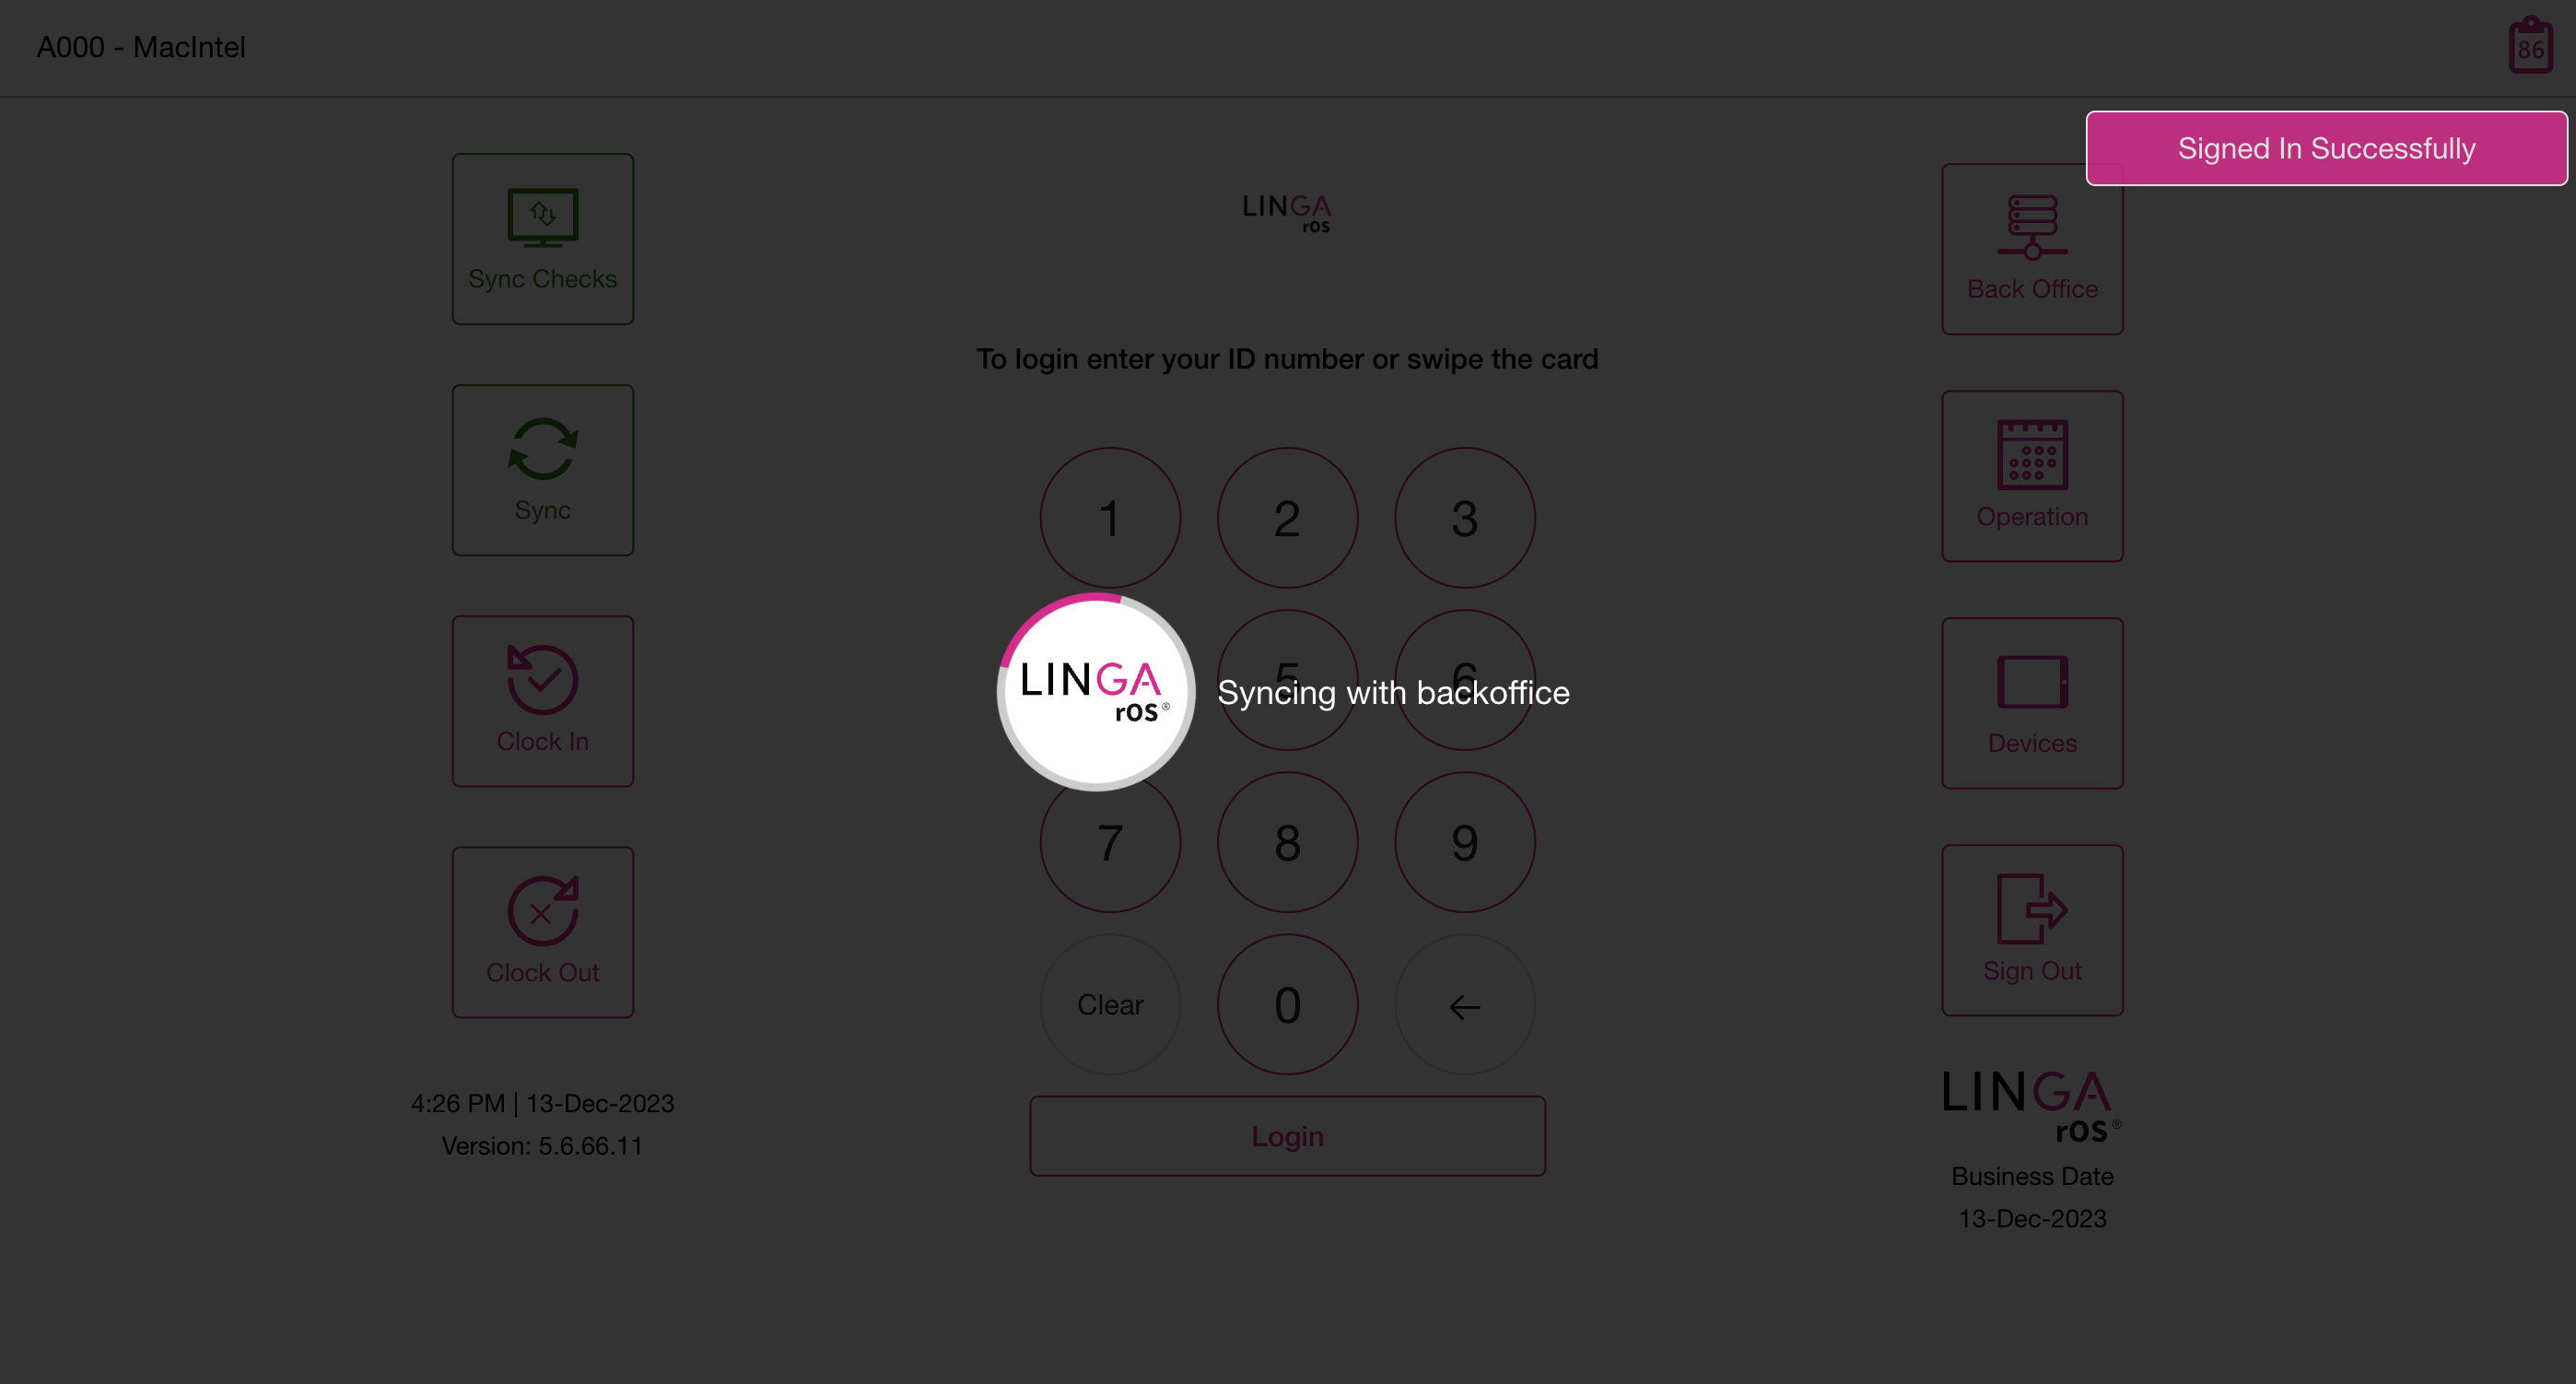 A000 - MacIntel
86
Signed In Successfully
Sync Checks
Sync
Clock In
Clock Out
4:26 PM | 13-Dec-2023
Version: 5.6.66.11
LINGA
ros
To login enter your ID number or swipe the card
1 2 3
LINGA
ros®
Syncing with backoffice
5 6
7 8 9
Clear 0 ←
Login
Back Office
Operation
Devices
Sign Out
LINGA
ros®
Business Date
13-Dec-2023